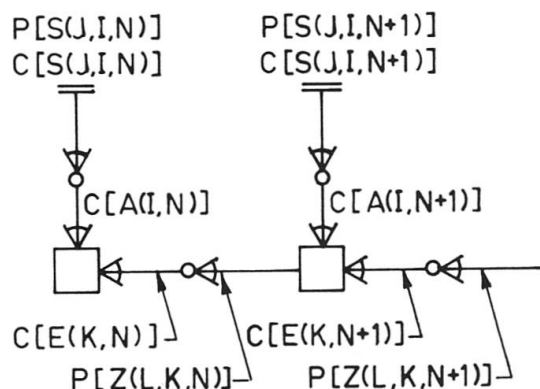 P[S(J,I,N)] P[S(J,I,N+1)]
C[S(J,I,N)] C[S(J,I,N+1)]
C[A(I,N)] C[A(I,N+1)]
C[E(K,N)] C[E(K,N+1)]
P[Z(L,K,N)] P[Z(L,K,N+1)]